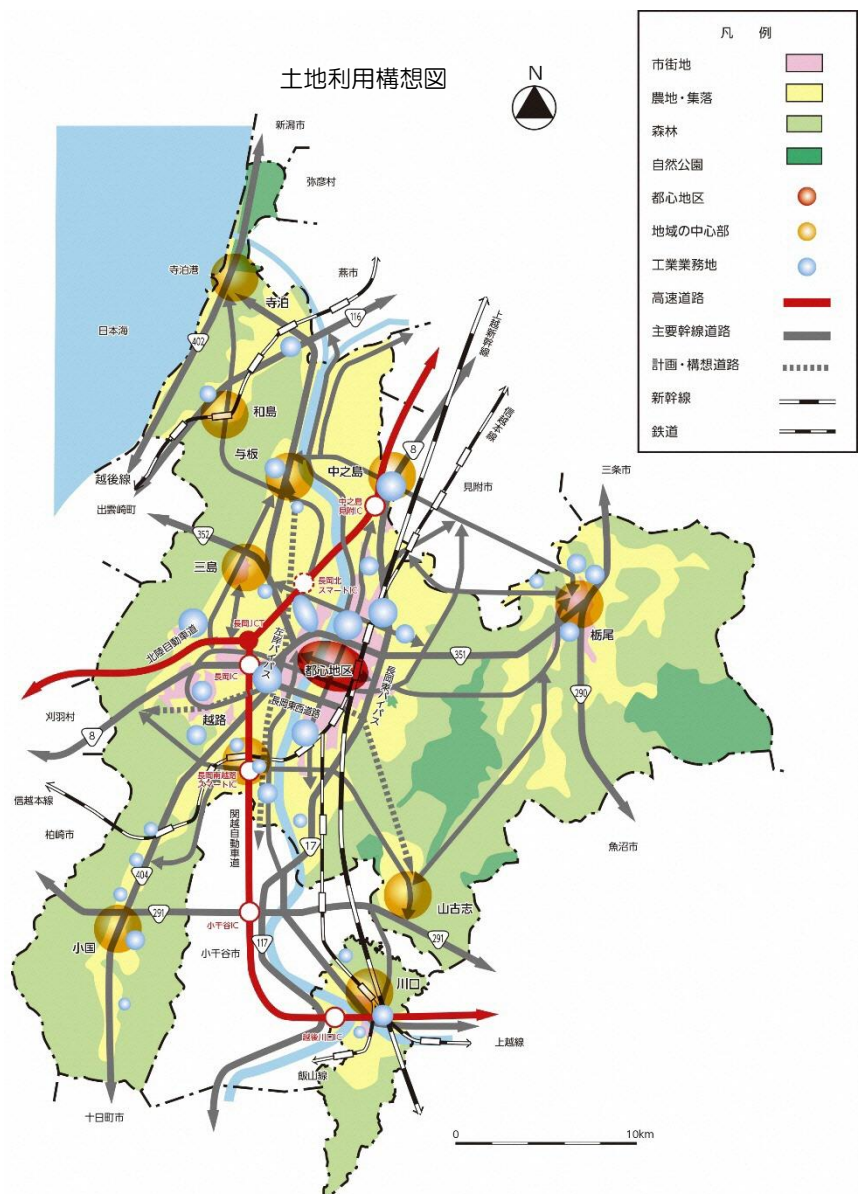 土地利用構想図
N
凡 例
市街地
農地・集落
森林
自然公園
都心地区
地域の中心部
工業業務地
高速道路
主要幹線道路
計画・構想道路
新幹線
鉄道
新潟市
弥彦村
寺泊港
燕市
寺泊
日本海
116
402
上越新幹線
信越本線
和島
8
与板
中之島
越後線
見附市
三条市
出雲崎町
中之島
見附IC
352
三島
長岡北
スマートIC
栃尾
長岡JCT
北陸自動車道
左岸バイパス
都心地区
351
長岡IC
長岡東バイパス
290
越路
長岡東西道路
刈羽村
8
長岡南越路
スマートIC
信越本線
柏崎市
関越自動車道
魚沼市
17
404
山古志
291
小千谷IC
291
小国
小千谷市
117
川口
越後川口IC
上越線
飯山線
十日町市
0
10km